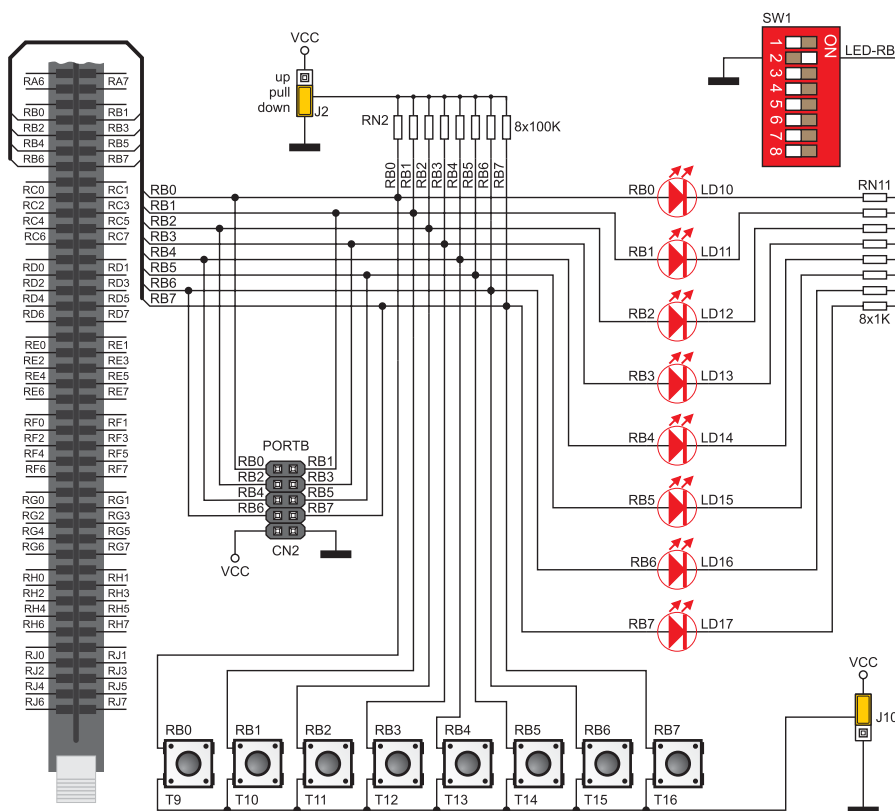 VCC
up
pull
down
J2
RN2
8x100K
RB0
RB1
RB2
RB3
RB4
RB5
RB6
RB7
SW1
ON
1
2
3
4
5
6
7
8
LED-RB
RA6 RA7
RB0 RB1
RB2 RB3
RB4 RB5
RB6 RB7
RC0 RC1
RC2 RC3
RC4 RC5
RC6 RC7
RD0 RD1
RD2 RD3
RD4 RD5
RD6 RD7
RE0 RE1
RE2 RE3
RE4 RE5
RE6 RE7
RF0 RF1
RF2 RF3
RF4 RF5
RF6 RF7
RG0 RG1
RG2 RG3
RG4 RG5
RG6 RG7
RH0 RH1
RH2 RH3
RH4 RH5
RH6 RH7
RJ0 RJ1
RJ2 RJ3
RJ4 RJ5
RJ6 RJ7
RB0
RB1
RB2
RB3
RB4
RB5
RB6
RB7
RB0 LD10
RB1 LD11
RB2 LD12
RB3 LD13
RB4 LD14
RB5 LD15
RB6 LD16
RB7 LD17
RN11
8x1K
PORTB
RB0 RB1
RB2 RB3
RB4 RB5
RB6 RB7
CN2
VCC
VCC
J10
RB0 RB1 RB2 RB3 RB4 RB5 RB6 RB7
T9 T10 T11 T12 T13 T14 T15 T16